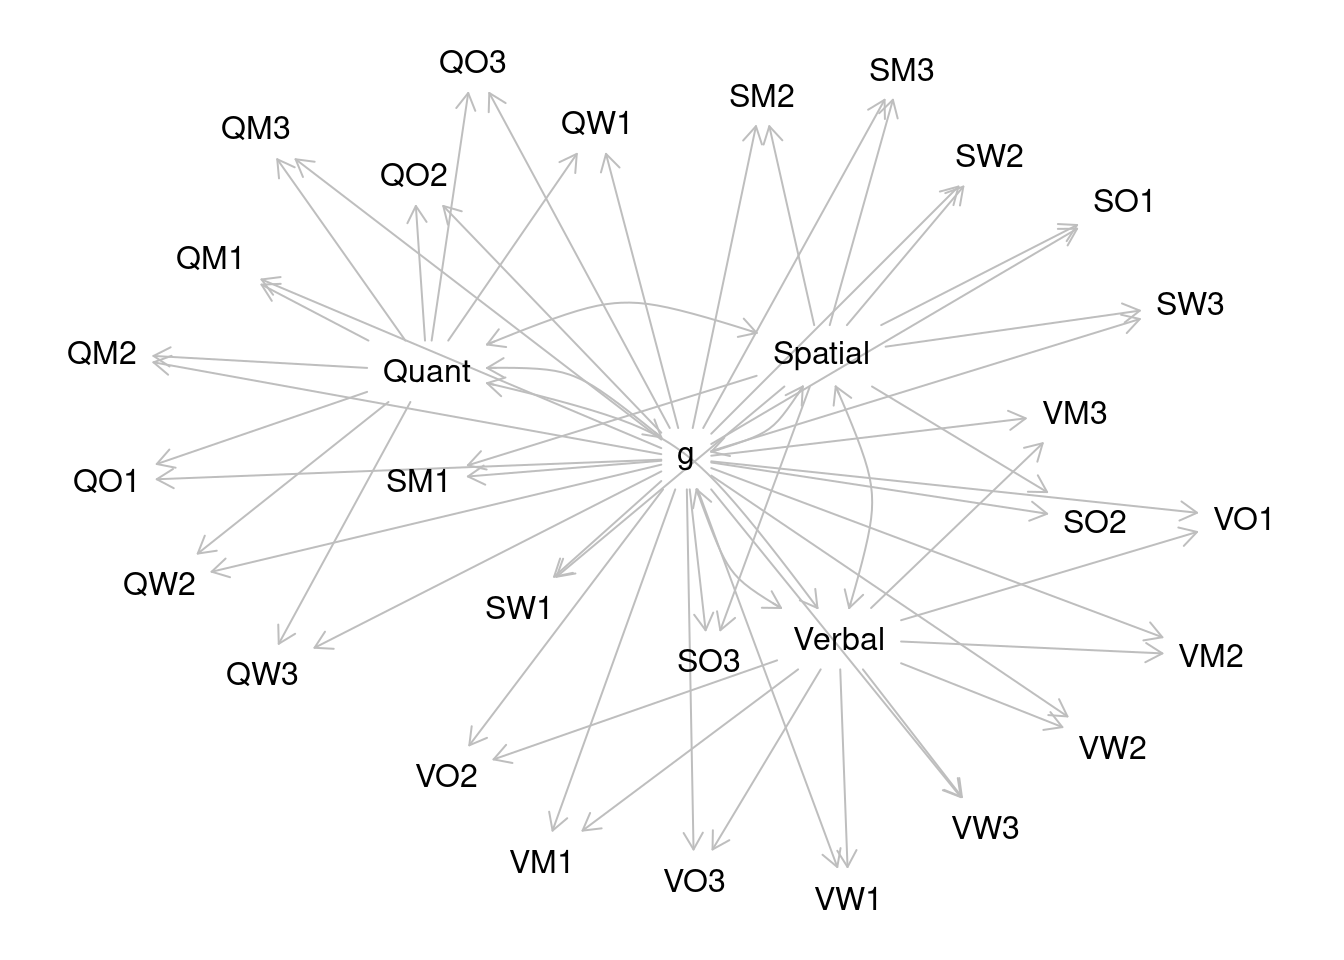 QO3
SM3
SM2
QW1
QM3
SW2
QO2
SO1
QM1
SW3
QM2
Spatial
Quant
VM3
g
QO1
SM1
VO1
SO2
QW2
SW1
Verbal
VM2
SO3
QW3
VW2
VO2
VW3
VM1
VO3
VW1